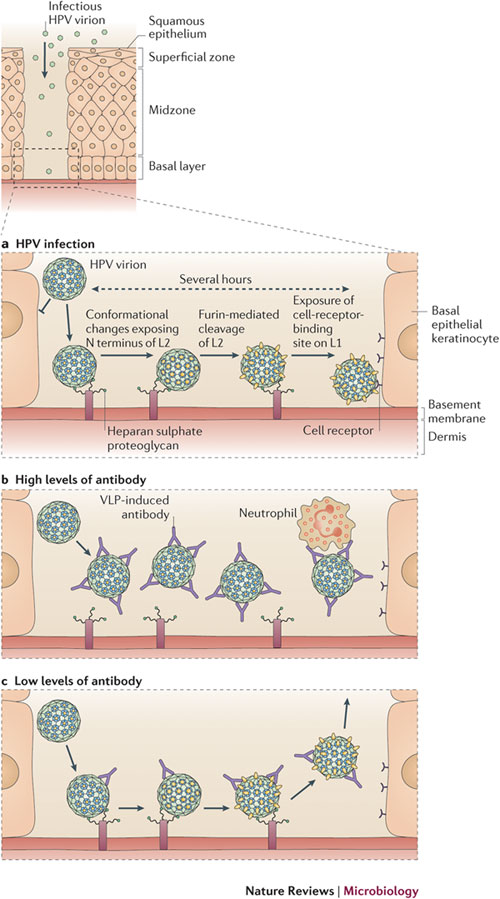 Infectious
HPV virion
Squamous
epithelium
Superficial zone
Midzone
Basal layer
a HPV infection
HPV virion
Several hours
Conformational
changes exposing
N terminus of L2
Furin-mediated
cleavage
of L2
Exposure of
cell-receptor-
binding
site on L1
Basal
epithelial
keratinocyte
Heparan sulphate
proteoglycan
Cell receptor
Basement
membrane
Dermis
b High levels of antibody
VLP-induced
antibody
Neutrophil
c Low levels of antibody
Nature Reviews | Microbiology